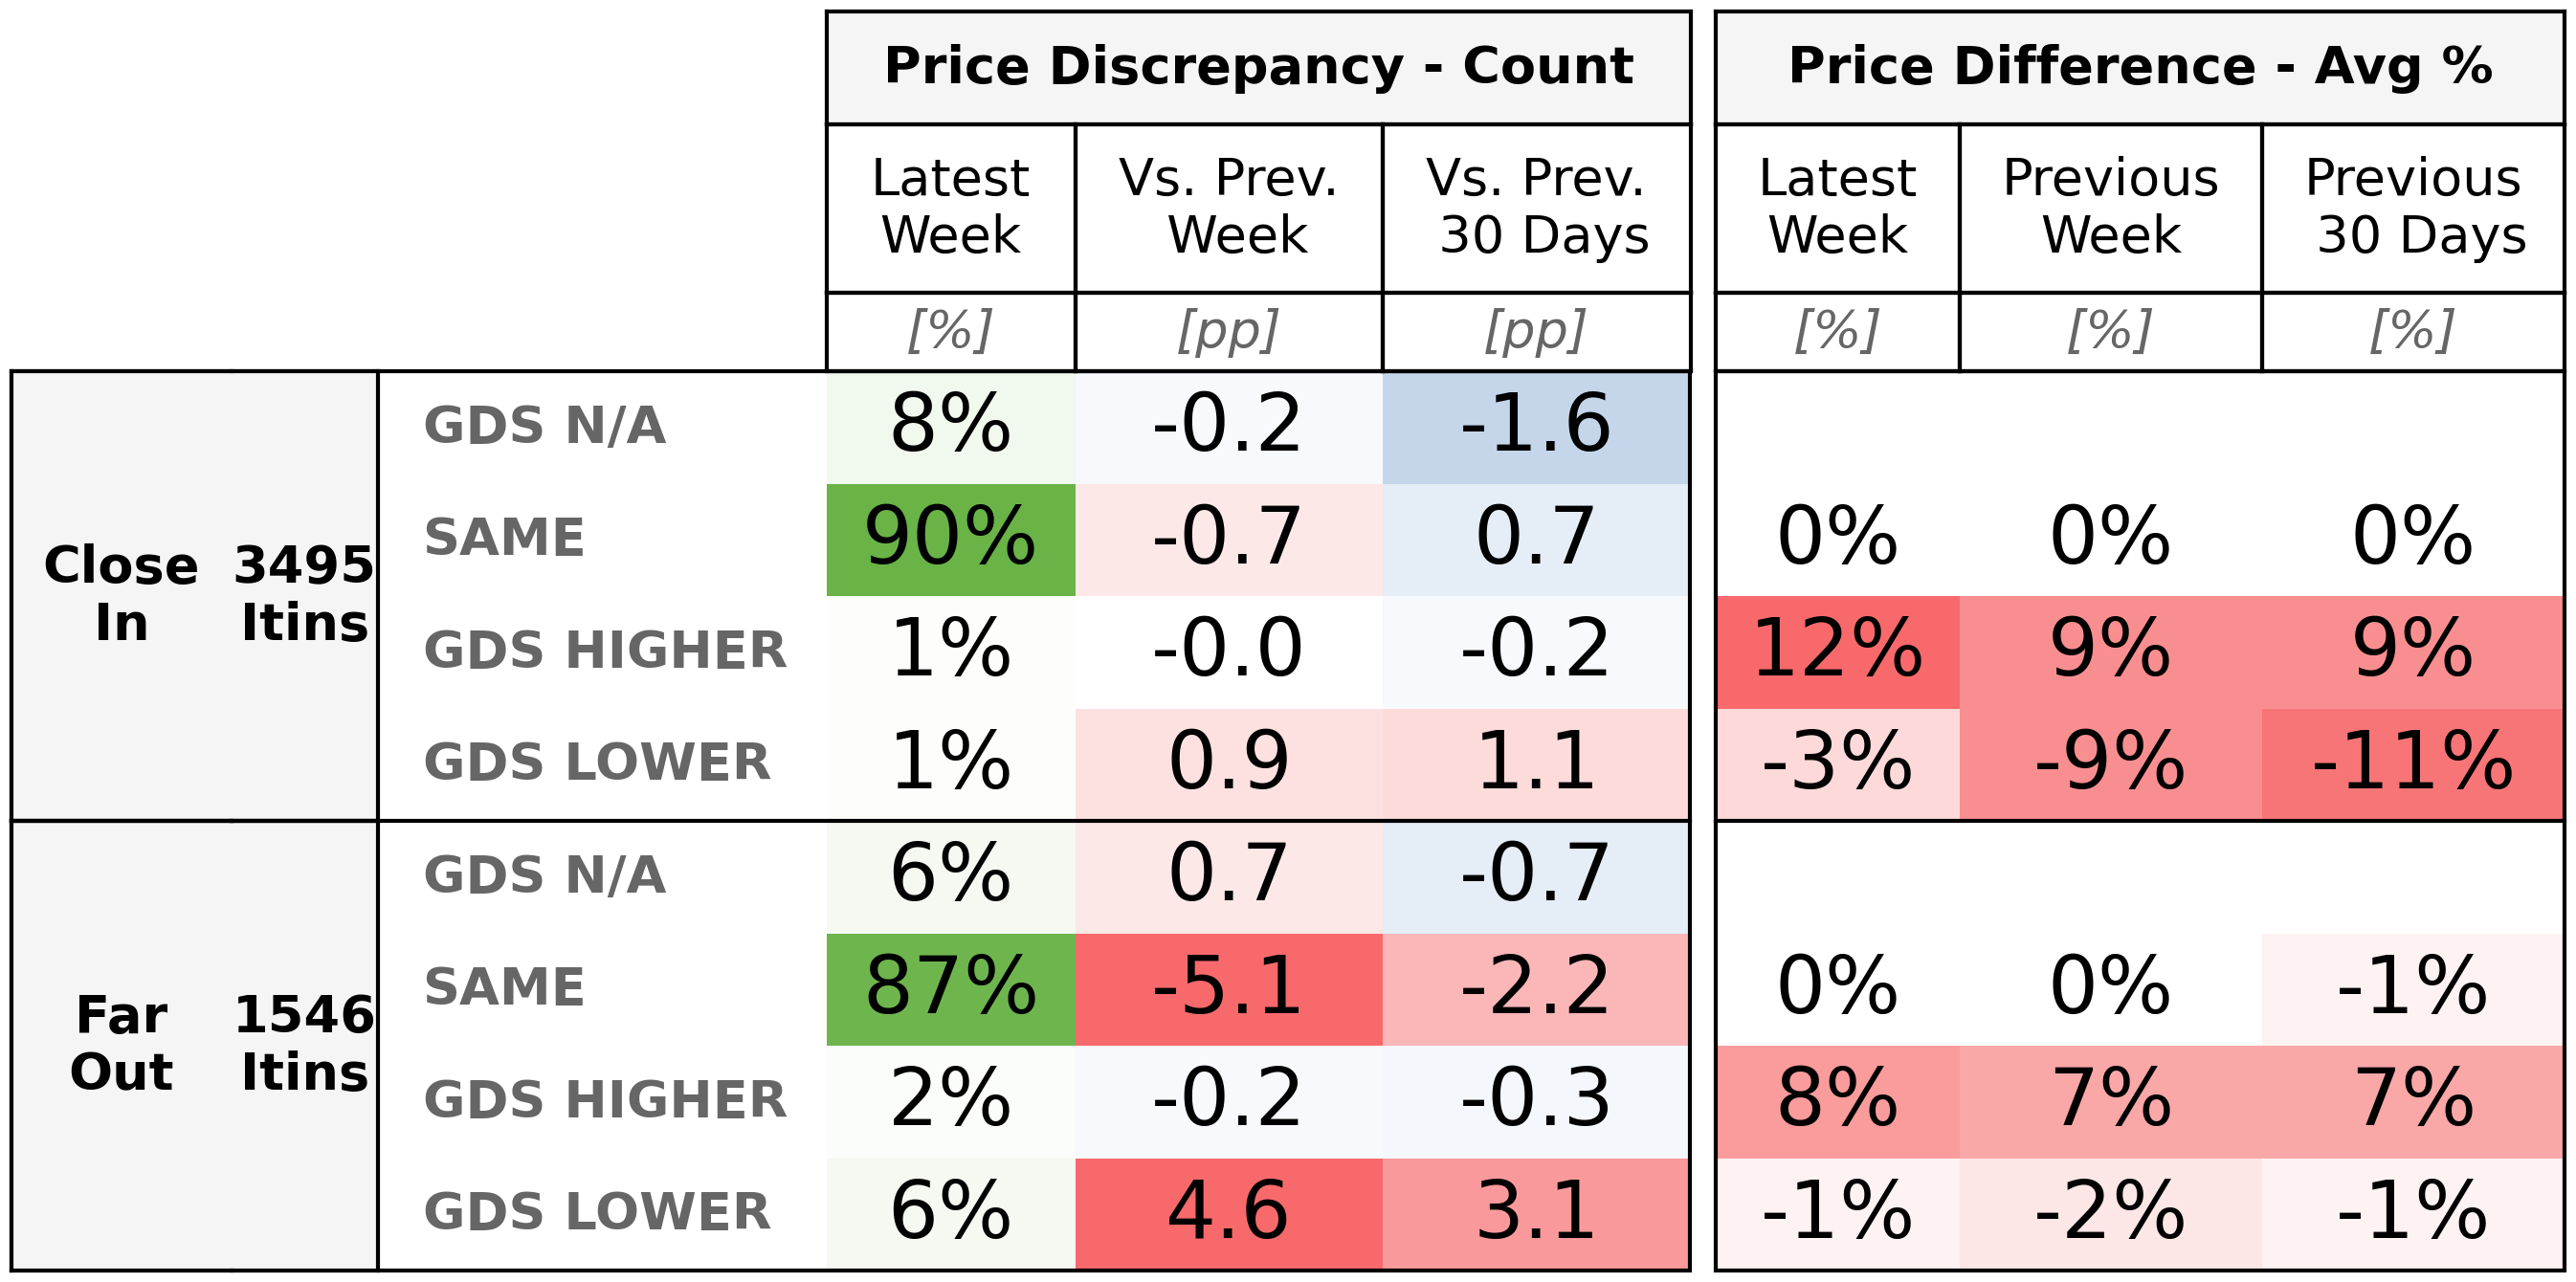 Price Discrepancy - Count Price Difference - Avg %
Latest Week Vs. Prev. Week Vs. Prev. 30 Days Latest Week Previous Week Previous 30 Days
[%] [pp] [pp] [%] [%] [%]
Close In 3495 Itins
GDS N/A 8% -0.2 -1.6
SAME 90% -0.7 0.7 0% 0% 0%
GDS HIGHER 1% -0.0 -0.2 12% 9% 9%
GDS LOWER 1% 0.9 1.1 -3% -9% -11%
Far Out 1546 Itins
GDS N/A 6% 0.7 -0.7
SAME 87% -5.1 -2.2 0% 0% -1%
GDS HIGHER 2% -0.2 -0.3 8% 7% 7%
GDS LOWER 6% 4.6 3.1 -1% -2% -1%